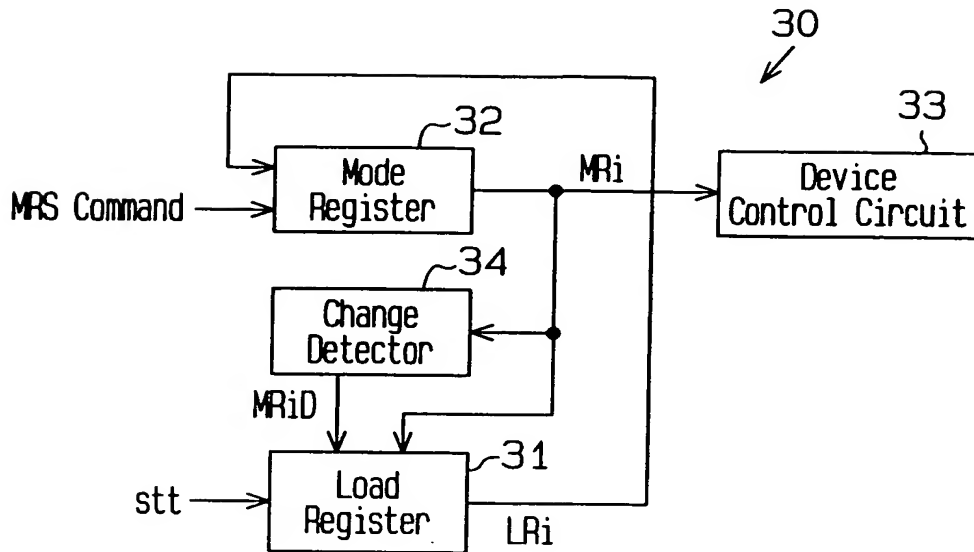 30
32
33
Mode
Register
MRi
Device
Control Circuit
MRS Command
34
Change
Detector
MRiD
31
stt
Load
Register
LRi